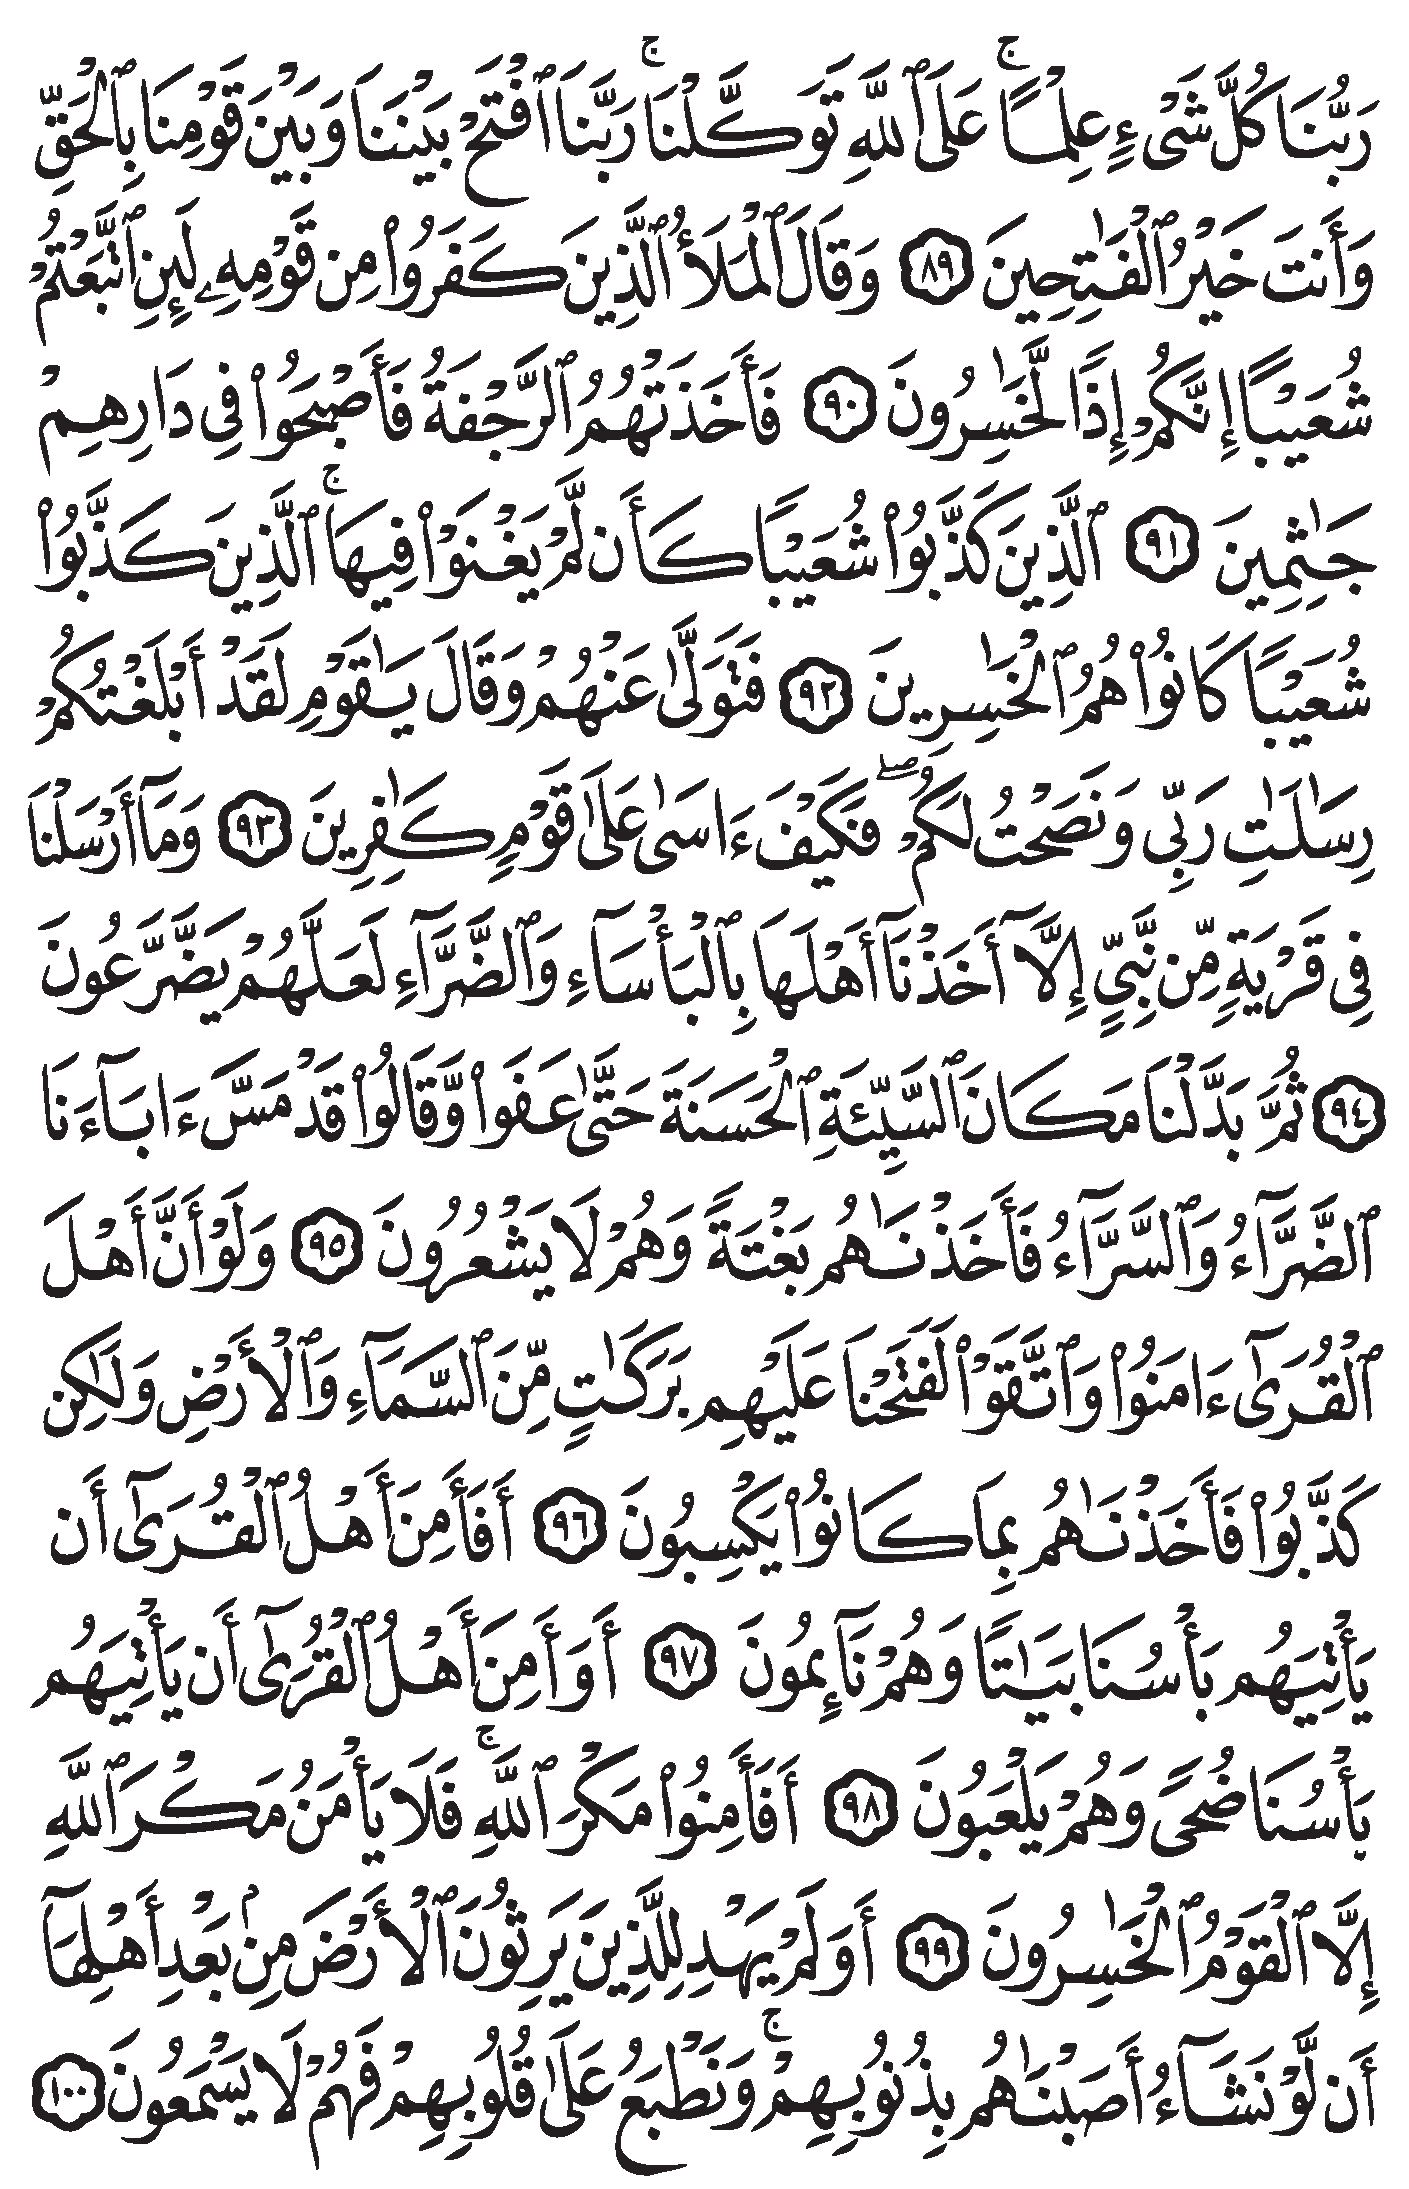 رَبُّنَا كُلَّ شَىْءٍ عِلْمًا ۚ عَلَى ٱللَّهِ تَوَكَّلْنَا ۚ رَبَّنَا ٱفْتَحْ بَيْنَنَا وَبَيْنَ قَوْمِنَا بِٱلْحَقِّ
وَأَنتَ خَيْرُ ٱلْفَٰتِحِينَ ٨٩ وَقَالَ ٱلْمَلَأُ ٱلَّذِينَ كَفَرُوا۟ مِن قَوْمِهِۦ لَئِنِ ٱتَّبَعْتُمْ
شُعَيْبًا إِنَّكُمْ إِذًا لَّخَٰسِرُونَ ٩٠ فَأَخَذَتْهُمُ ٱلرَّجْفَةُ فَأَصْبَحُوا۟ فِى دَارِهِمْ
جَٰثِمِينَ ٩١ ٱلَّذِينَ كَذَّبُوا۟ شُعَيْبًا كَأَن لَّمْ يَغْنَوْا۟ فِيهَا ۚ ٱلَّذِينَ كَذَّبُوا۟
شُعَيْبًا كَانُوا۟ هُمُ ٱلْخَٰسِرِينَ ٩٢ فَتَوَلَّىٰ عَنْهُمْ وَقَالَ يَٰقَوْمِ لَقَدْ أَبْلَغْتُكُمْ
رِسَٰلَٰتِ رَبِّى وَنَصَحْتُ لَكُمْ ۖ فَكَيْفَ ءَاسَىٰ عَلَىٰ قَوْمٍ كَٰفِرِينَ ٩٣ وَمَآ أَرْسَلْنَا
فِى قَرْيَةٍ مِّن نَّبِىٍّ إِلَّآ أَخَذْنَآ أَهْلَهَا بِٱلْبَأْسَآءِ وَٱلضَّرَّآءِ لَعَلَّهُمْ يَضَّرَّعُونَ
٩٤ ثُمَّ بَدَّلْنَا مَكَانَ ٱلسَّيِّئَةِ ٱلْحَسَنَةَ حَتَّىٰ عَفَوا۟ وَّقَالُوا۟ قَدْ مَسَّ ءَابَآءَنَا
ٱلضَّرَّآءُ وَٱلسَّرَّآءُ فَأَخَذْنَٰهُم بَغْتَةً وَهُمْ لَا يَشْعُرُونَ ٩٥ وَلَوْ أَنَّ أَهْلَ
ٱلْقُرَىٰٓ ءَامَنُوا۟ وَٱتَّقَوْا۟ لَفَتَحْنَا عَلَيْهِم بَرَكَٰتٍ مِّنَ ٱلسَّمَآءِ وَٱلْأَرْضِ وَلَٰكِن
كَذَّبُوا۟ فَأَخَذْنَٰهُم بِمَا كَانُوا۟ يَكْسِبُونَ ٩٦ أَفَأَمِنَ أَهْلُ ٱلْقُرَىٰٓ أَن
يَأْتِيَهُم بَأْسُنَا بَيَٰتًا وَهُمْ نَآئِمُونَ ٩٧ أَوَأَمِنَ أَهْلُ ٱلْقُرَىٰٓ أَن يَأْتِيَهُم
بَأْسُنَا ضُحًى وَهُمْ يَلْعَبُونَ ٩٨ أَفَأَمِنُوا۟ مَكْرَ ٱللَّهِ ۚ فَلَا يَأْمَنُ مَكْرَ ٱللَّهِ
إِلَّا ٱلْقَوْمُ ٱلْخَٰسِرُونَ ٩٩ أَوَلَمْ يَهْدِ لِلَّذِينَ يَرِثُونَ ٱلْأَرْضَ مِنۢ بَعْدِ أَهْلِهَآ
أَن لَّوْ نَشَآءُ أَصَبْنَٰهُم بِذُنُوبِهِمْ ۚ وَنَطْبَعُ عَلَىٰ قُلُوبِهِمْ فَهُمْ لَا يَسْمَعُونَ ١٠٠